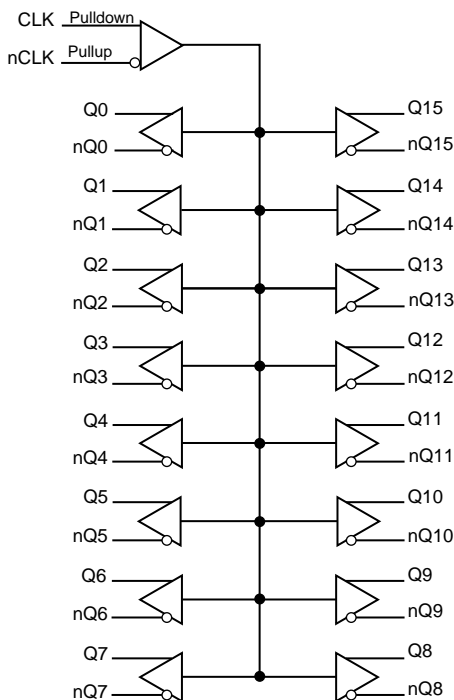 CLK Pulldown
nCLK Pullup
Q0 Q15
nQ0 nQ15
Q1 Q14
nQ1 nQ14
Q2 Q13
nQ2 nQ13
Q3 Q12
nQ3 nQ12
Q4 Q11
nQ4 nQ11
Q5 Q10
nQ5 nQ10
Q6 Q9
nQ6 nQ9
Q7 Q8
nQ7 nQ8